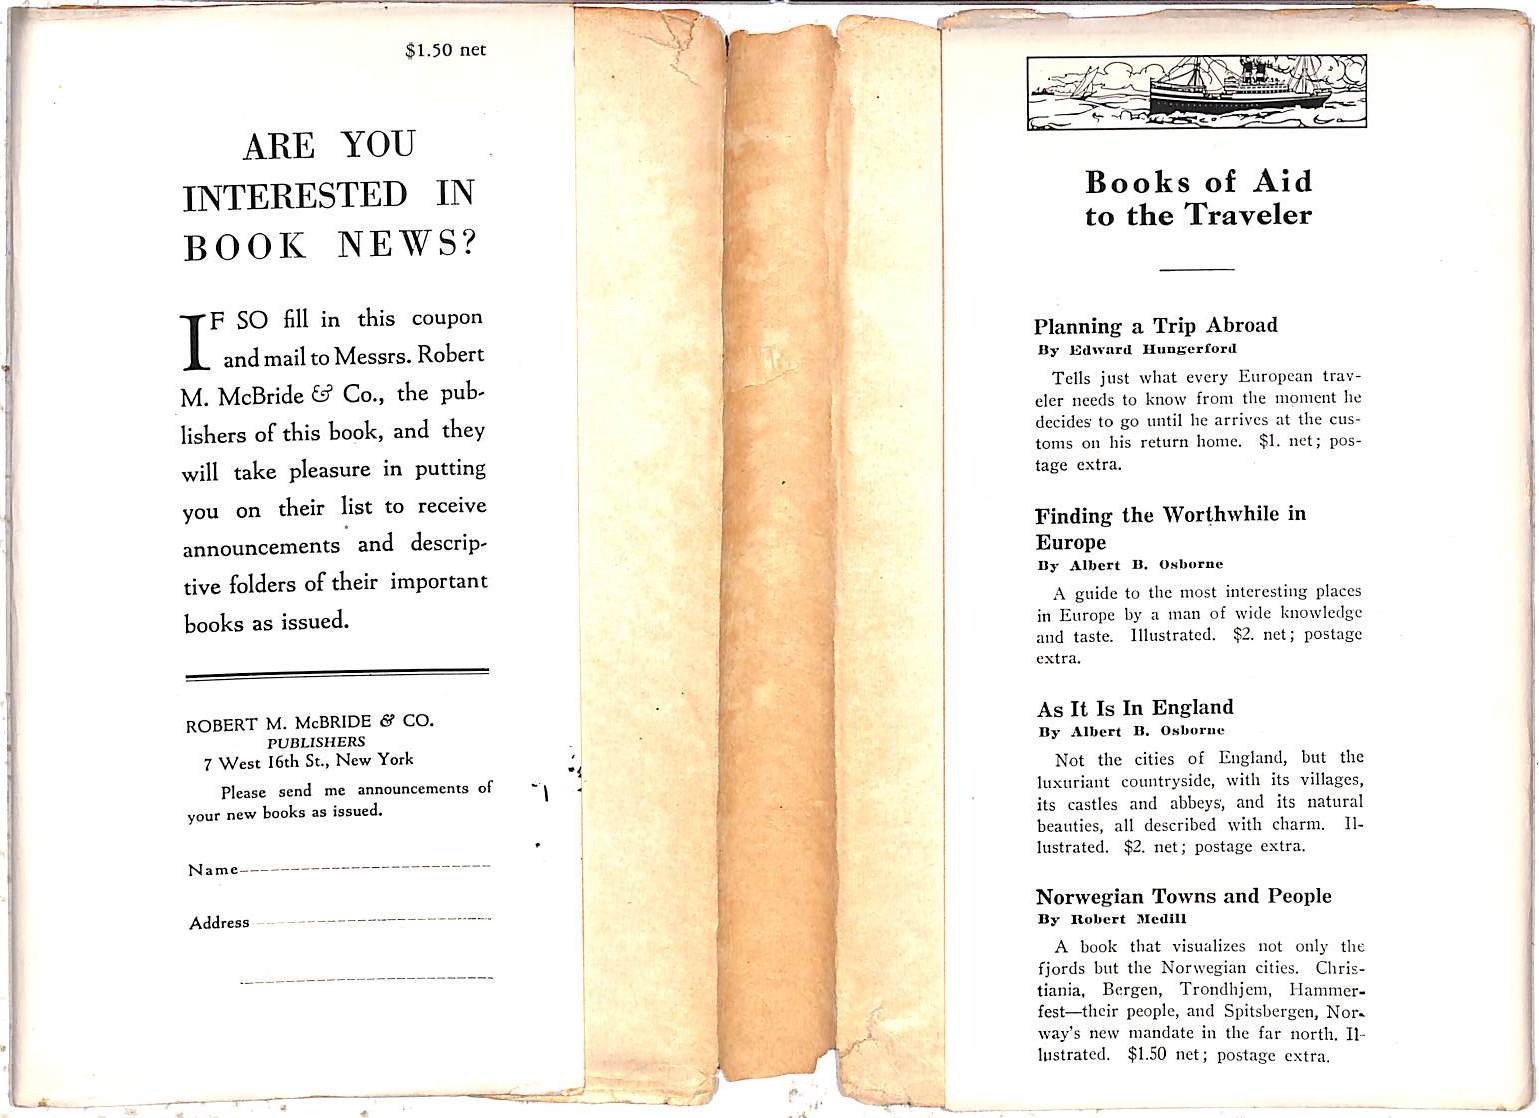 $1.50 net
ARE YOU
INTERESTED IN
BOOK NEWS?
IF SO fill in this coupon
and mail to Messrs. Robert
M. McBride & Co., the pub-
lishers of this book, and they
will take pleasure in putting
you on their list to receive
announcements and descrip-
tive folders of their important
books as issued.
ROBERT M. McBRIDE & CO.
PUBLISHERS
7 West 16th St., New York
Please send me announcements of
your new books as issued.
Name
Address
Books of Aid
to the Traveler
Planning a Trip Abroad
By Edward Hungerford
Tells just what every European trav-
eler needs to know from the moment he
decides to go until he arrives at the cus-
toms on his return home. $1. net; pos-
tage extra.
Finding the Worthwhile in
Europe
By Albert B. Osborne
A guide to the most interesting places
in Europe by a man of wide knowledge
and taste. Illustrated. $2. net; postage
extra.
As It Is In England
By Albert B. Osborne
Not the cities of England, but the
luxuriant countryside, with its villages,
its castles and abbeys, and its natural
beauties, all described with charm. Il-
lustrated. $2. net; postage extra.
Norwegian Towns and People
By Robert Medill
A book that visualizes not only the
fjords but the Norwegian cities. Chris-
tiania, Bergen, Trondhjem, Hammer-
fest—their people, and Spitsbergen, Nor-
way's new mandate in the far north. Il-
lustrated. $1.50 net; postage extra.